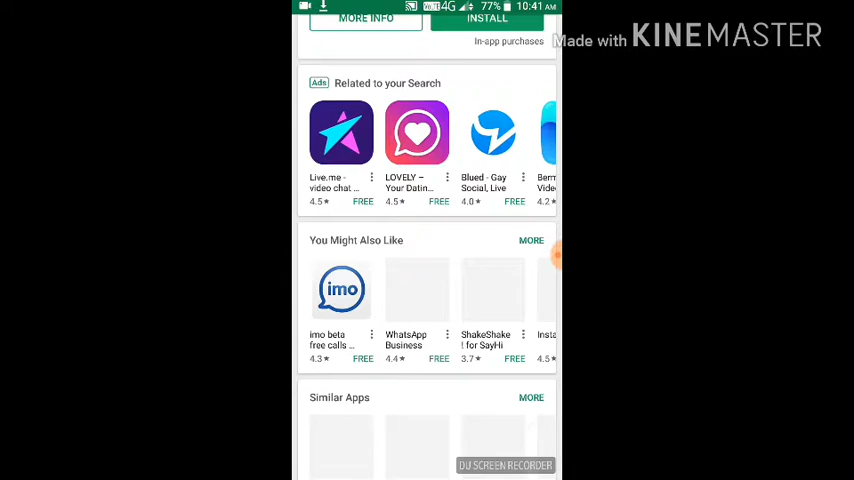 4G 77% 10:41 AM
MORE INFO INSTALL
In-app purchases
Made with KINEMASTER
Ads Related to your Search
Live.me -
video chat ...
4.5★ FREE
LOVELY –
Your Datin...
4.5★ FREE
Blued - Gay
Social, Live
4.0★ FREE
Berm
Vide
4.2★
You Might Also Like MORE
imo
imo beta
free calls ...
4.3★ FREE
WhatsApp
Business
4.4★ FREE
ShakeShake
! for SayHi
3.7★ FREE
Insta
4.5★
Similar Apps MORE
DU SCREEN RECORDER